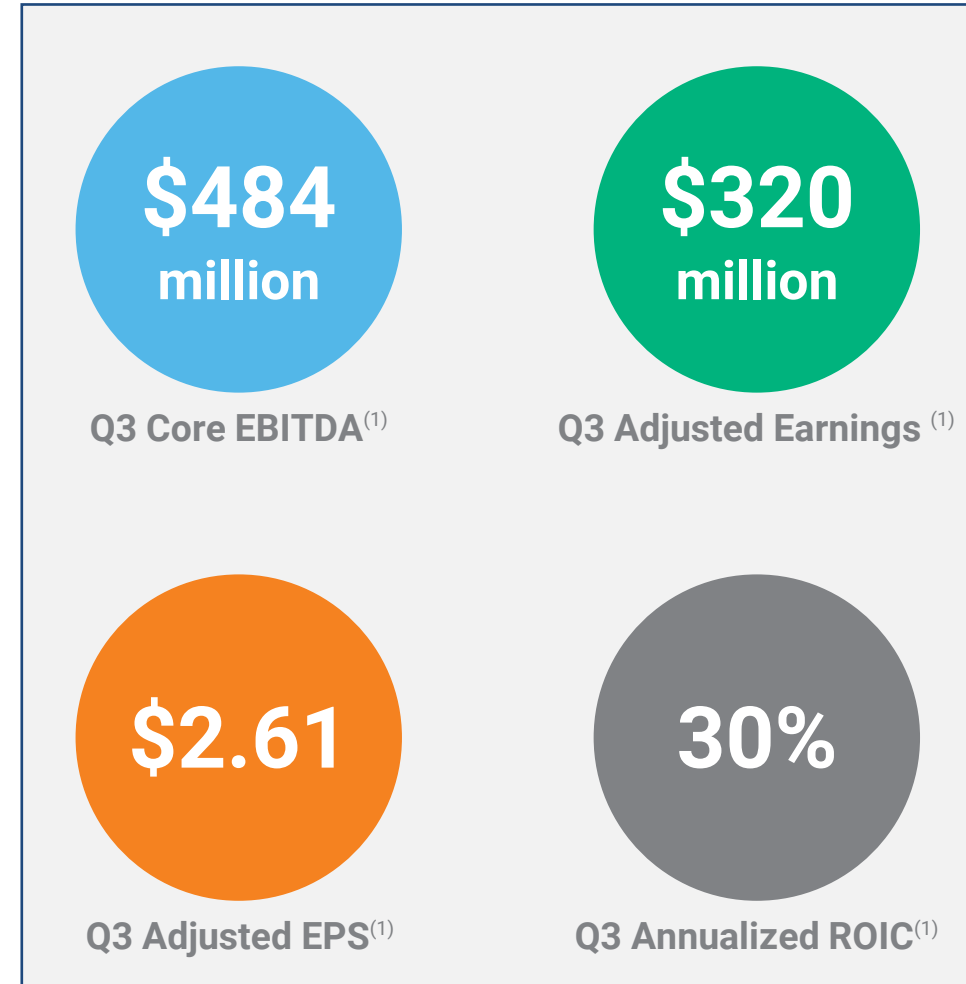 $484
million
Q3 Core EBITDA(1)
$320
million
Q3 Adjusted Earnings (1)
$2.61
Q3 Adjusted EPS(1)
30%
Q3 Annualized ROIC(1)